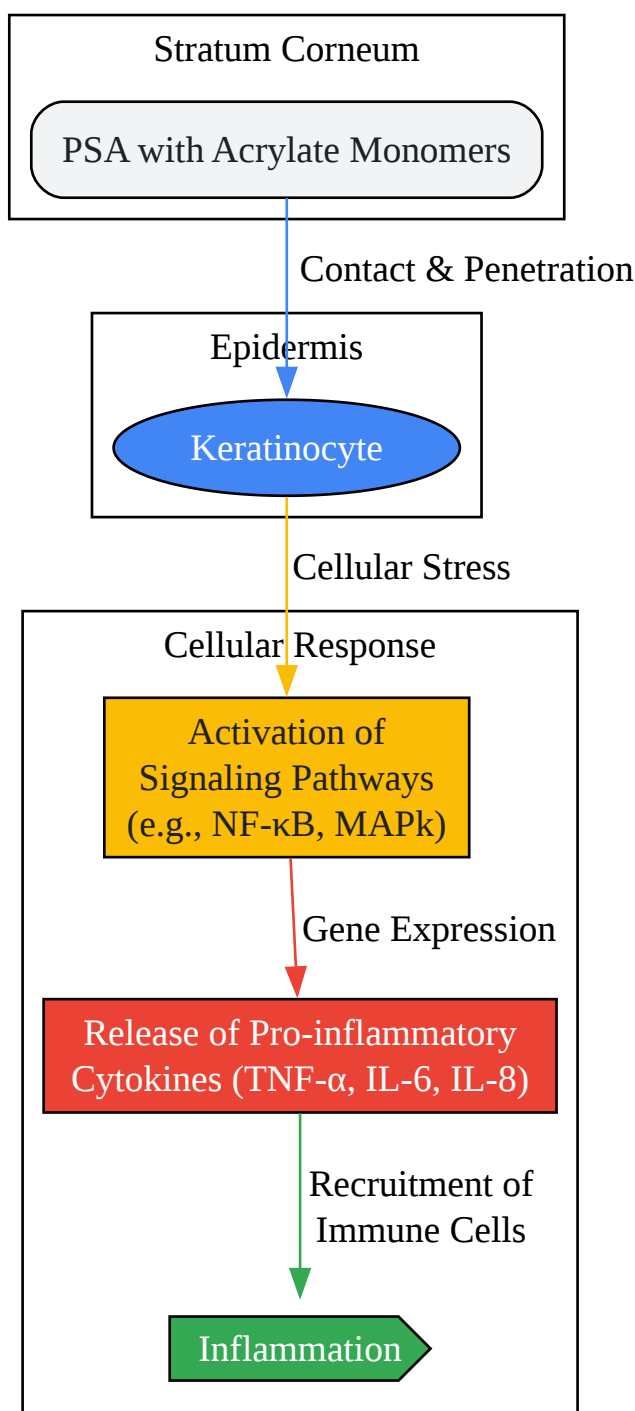 Stratum Corneum
PSA with Acrylate Monomers
Contact & Penetration
Epidermis
Keratinocyte
Cellular Stress
Cellular Response
Activation of
Signaling Pathways
(e.g., NF-κB, MAPk)
Gene Expression
Release of Pro-inflammatory
Cytokines (TNF-α, IL-6, IL-8)
Recruitment of
Immune Cells
Inflammation